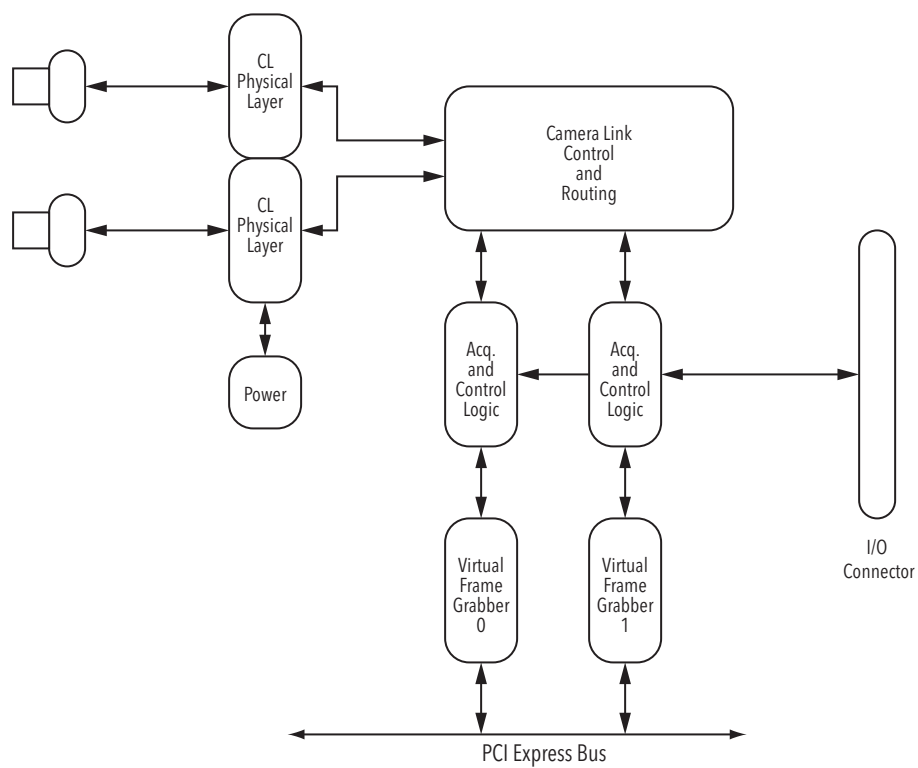 CL
Physical
Layer
Camera Link
Control
and
Routing
CL
Physical
Layer
Power
Acq.
and
Control
Logic
Acq.
and
Control
Logic
I/O
Connector
Virtual
Frame
Grabber
0
Virtual
Frame
Grabber
1
PCI Express Bus